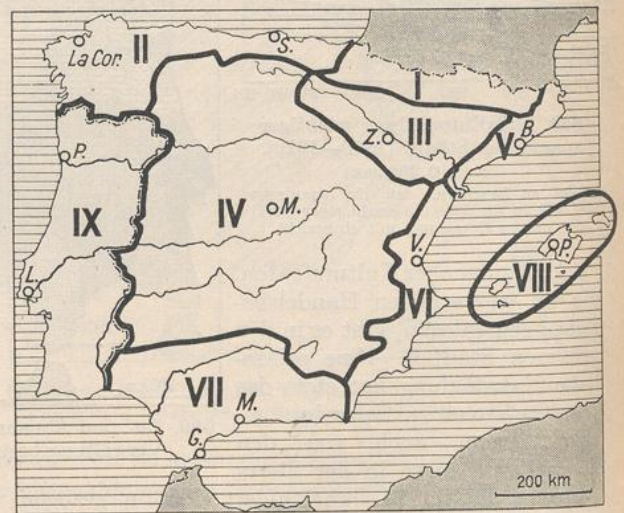 S.
La Cor.
II
I
III
Z.
B.
V
P.
IV
M.
IX
V.
P.
VIII
L.
VI
VII
M.
G.
200 km